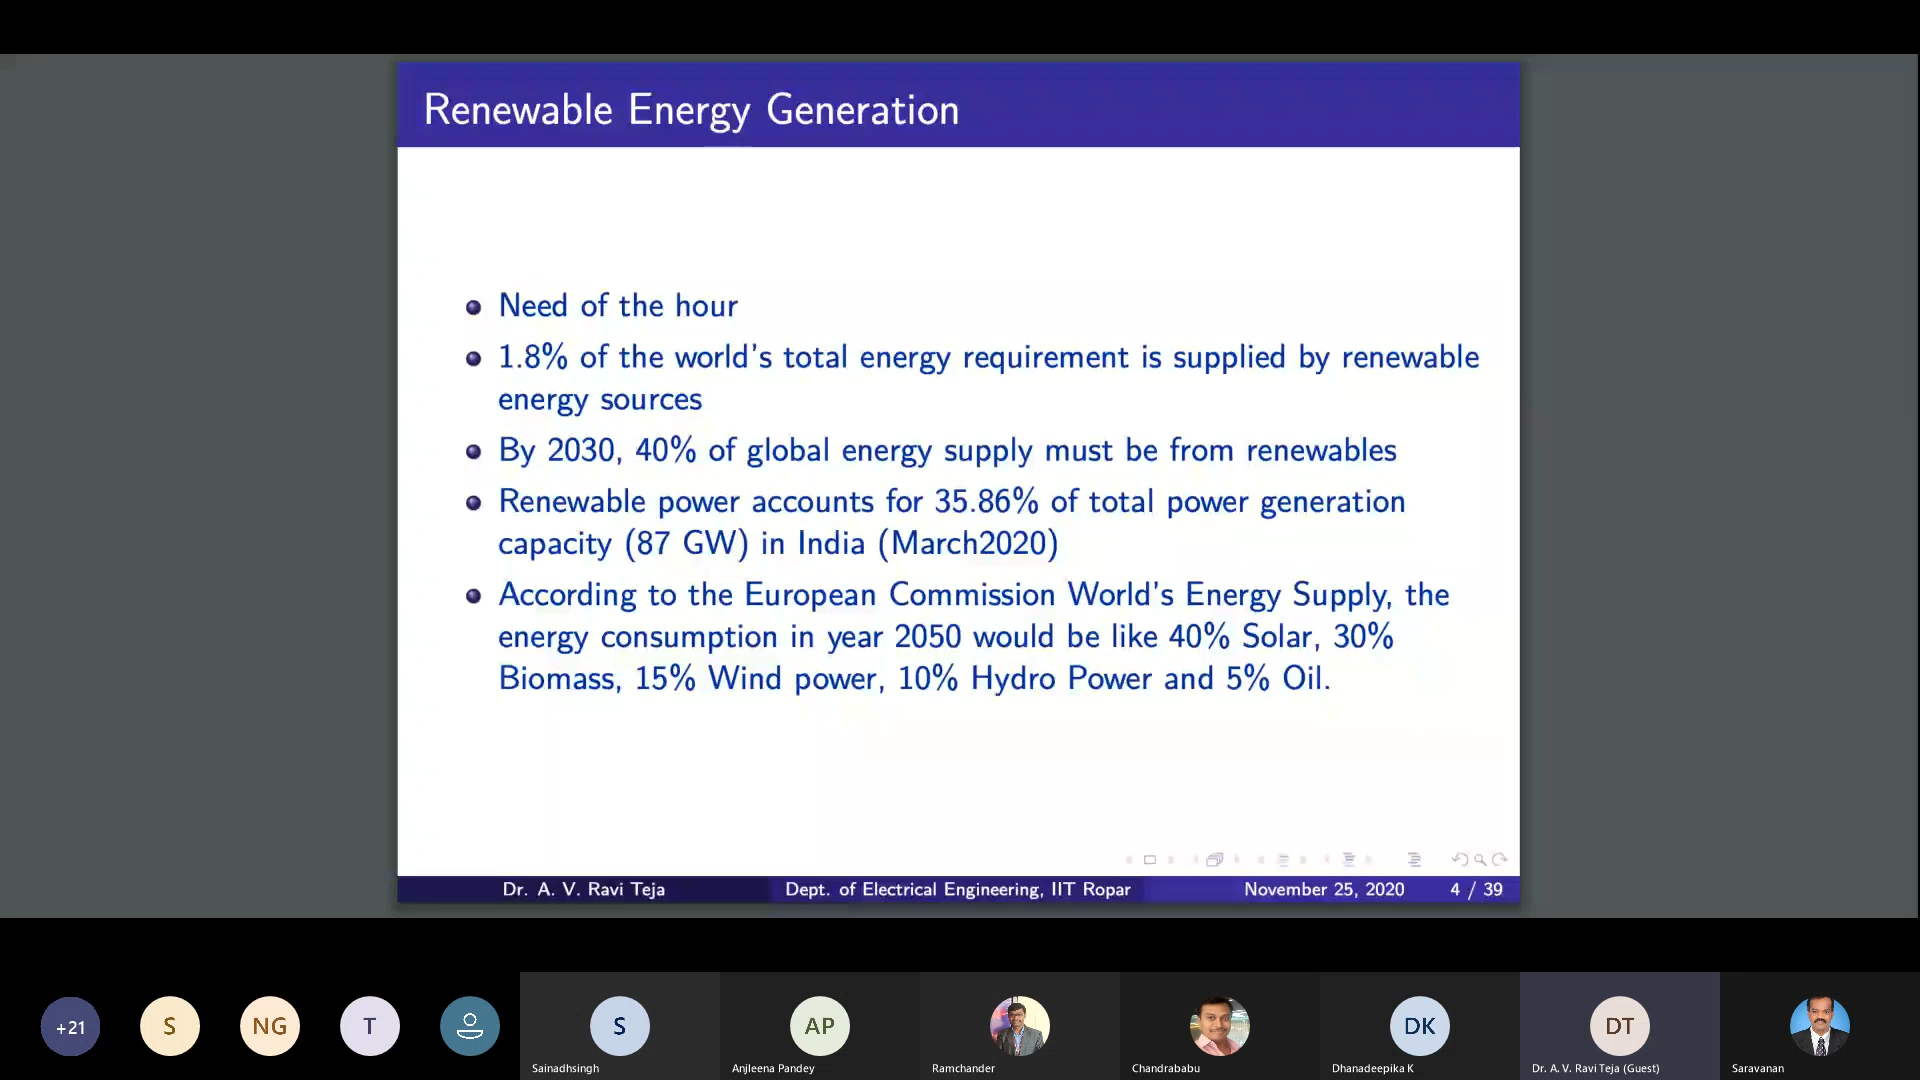 Renewable Energy Generation
Need of the hour
1.8% of the world's total energy requirement is supplied by renewable
energy sources
By 2030, 40% of global energy supply must be from renewables
Renewable power accounts for 35.86% of total power generation
capacity (87 GW) in India (March2020)
According to the European Commission World's Energy Supply, the
energy consumption in year 2050 would be like 40% Solar, 30%
Biomass, 15% Wind power, 10% Hydro Power and 5% Oil.
Dr. A. V. Ravi Teja Dept. of Electrical Engineering, IIT Ropar November 25, 2020 4 / 39
+21 S NG T S AP DK DT
Sainadhsingh Anjleena Pandey Ramchander Chandrababu Dhanadeepika K Dr. A. V. Ravi Teja (Guest) Saravanan